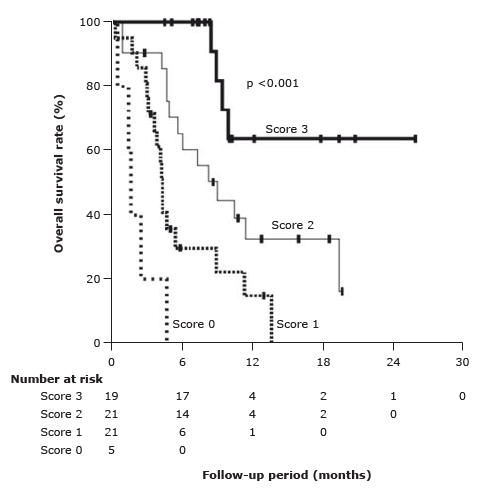 100
80
60
40
20
0
Overall survival rate (%)
p <0.001
Score 3
Score 2
Score 0
Score 1
0 6 12 18 24 30
Number at risk
Score 3 19 17 4 2 1 0
Score 2 21 14 4 2 0
Score 1 21 6 1 0
Score 0 5 0
Follow-up period (months)